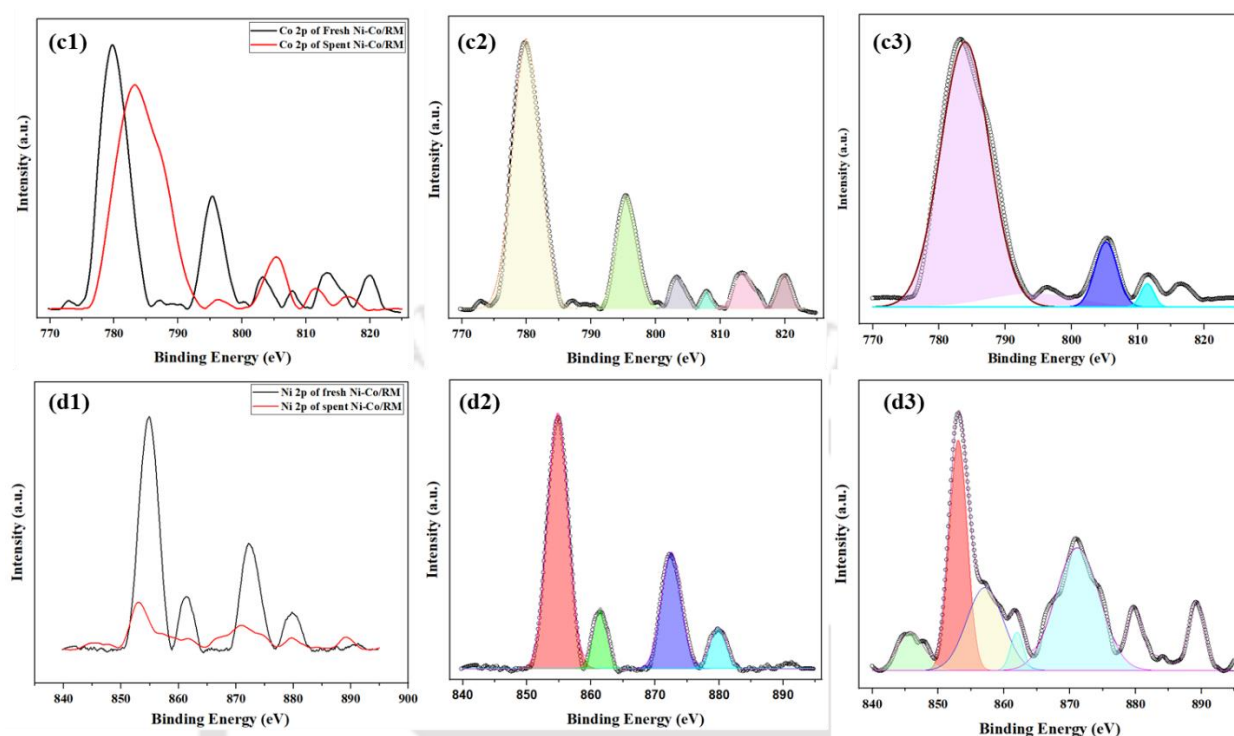 (c1)
Co 2p of Fresh Ni-Co/RM
Co 2p of Spent Ni-Co/RM
Intensity (a.u.)
770 780 790 800 810 820
Binding Energy (eV)
(c2)
Intensity (a.u.)
770 780 790 800 810 820
Binding Energy (eV)
(c3)
Intensity (a.u.)
770 780 790 800 810 820
Binding Energy (eV)
(d1)
Ni 2p of fresh Ni-Co/RM
Ni 2p of spent Ni-Co/RM
Intensity (a.u.)
840 850 860 870 880 890 900
Binding Energy (eV)
(d2)
Intensity (a.u.)
840 850 860 870 880 890
Binding Energy (eV)
(d3)
Intensity (a.u.)
840 850 860 870 880 890
Binding Energy (eV)